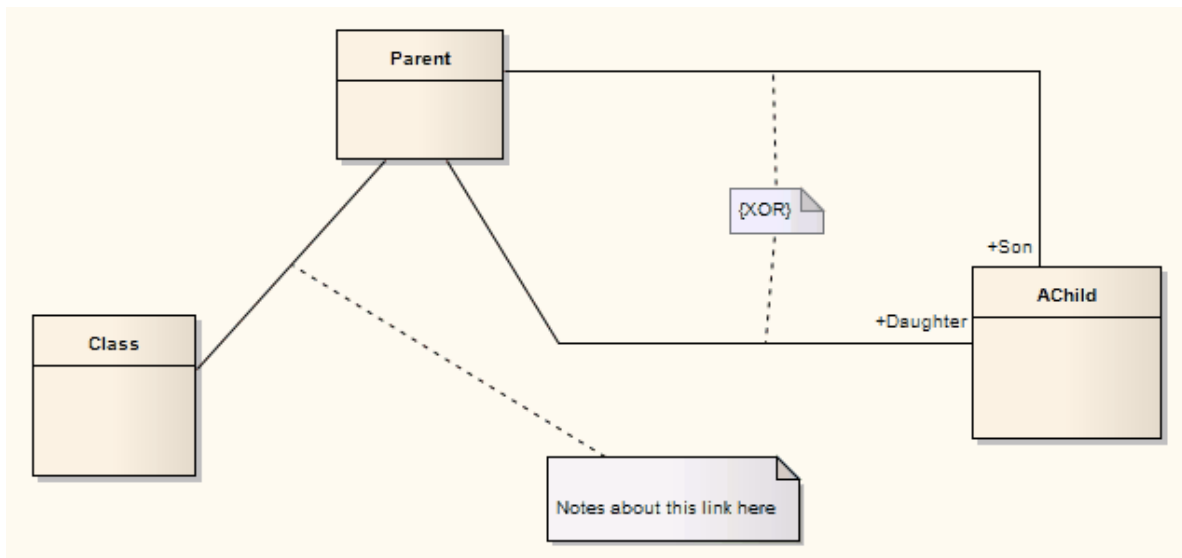 Parent
{XOR}
+Son
AChild
+Daughter
Class
Notes about this link here